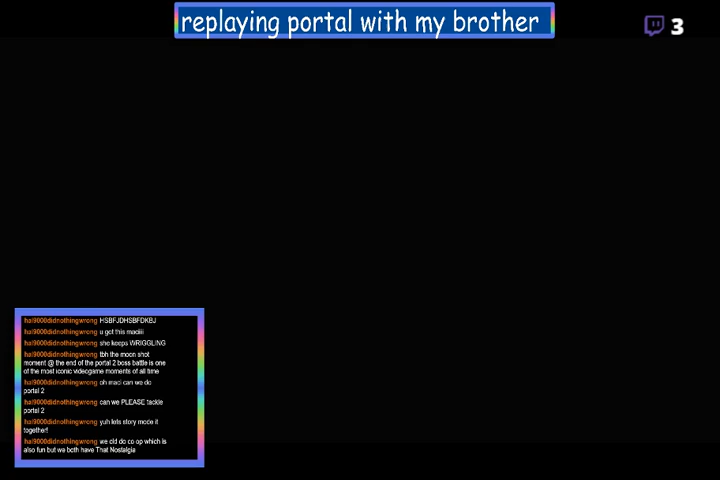 replaying portal with my brother
3
hal9000didnothingwrong HSBFJDHSBFDKBJ
hal9000didnothingwrong u got this maciiii
hal9000didnothingwrong she keeps WRIGGLING
hal9000didnothingwrong tbh the moon shot
moment @ the end of the portal 2 boss battle is one
of the most iconic videogame moments of all time
hal9000didnothingwrong oh maci can we do
portal 2
hal9000didnothingwrong can we PLEASE tackle
portal 2
hal9000didnothingwrong yuh lets story mode it
together!
hal9000didnothingwrong we cld do co op which is
also fun but we both have That Nostalgia